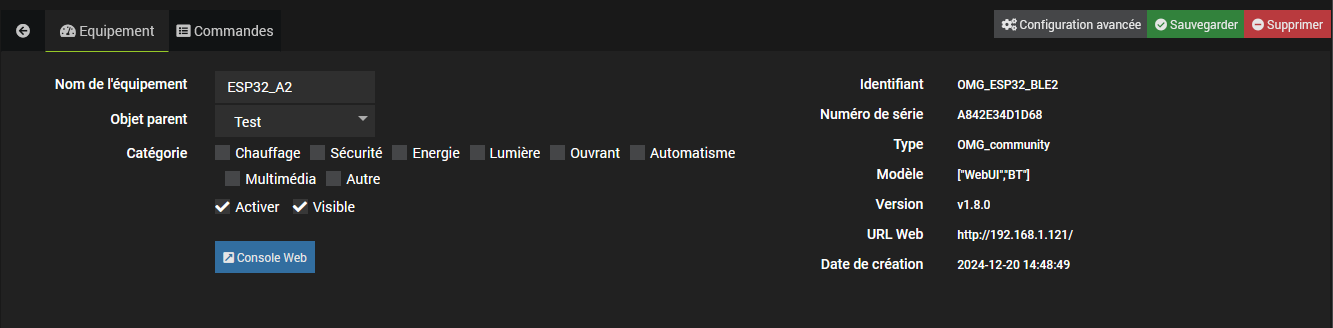 Equipement Commandes Configuration avancée Sauvegarder Supprimer
Nom de l'équipement ESP32_A2
Objet parent Test
Catégorie Chauffage Sécurité Energie Lumière Ouvrant Automatisme
Multimédia Autre
Activer Visible
Console Web
Identifiant OMG_ESP32_BLE2
Numéro de série A842E34D1D68
Type OMG_community
Modèle ["WebUI","BT"]
Version v1.8.0
URL Web http://192.168.1.121/
Date de création 2024-12-20 14:48:49